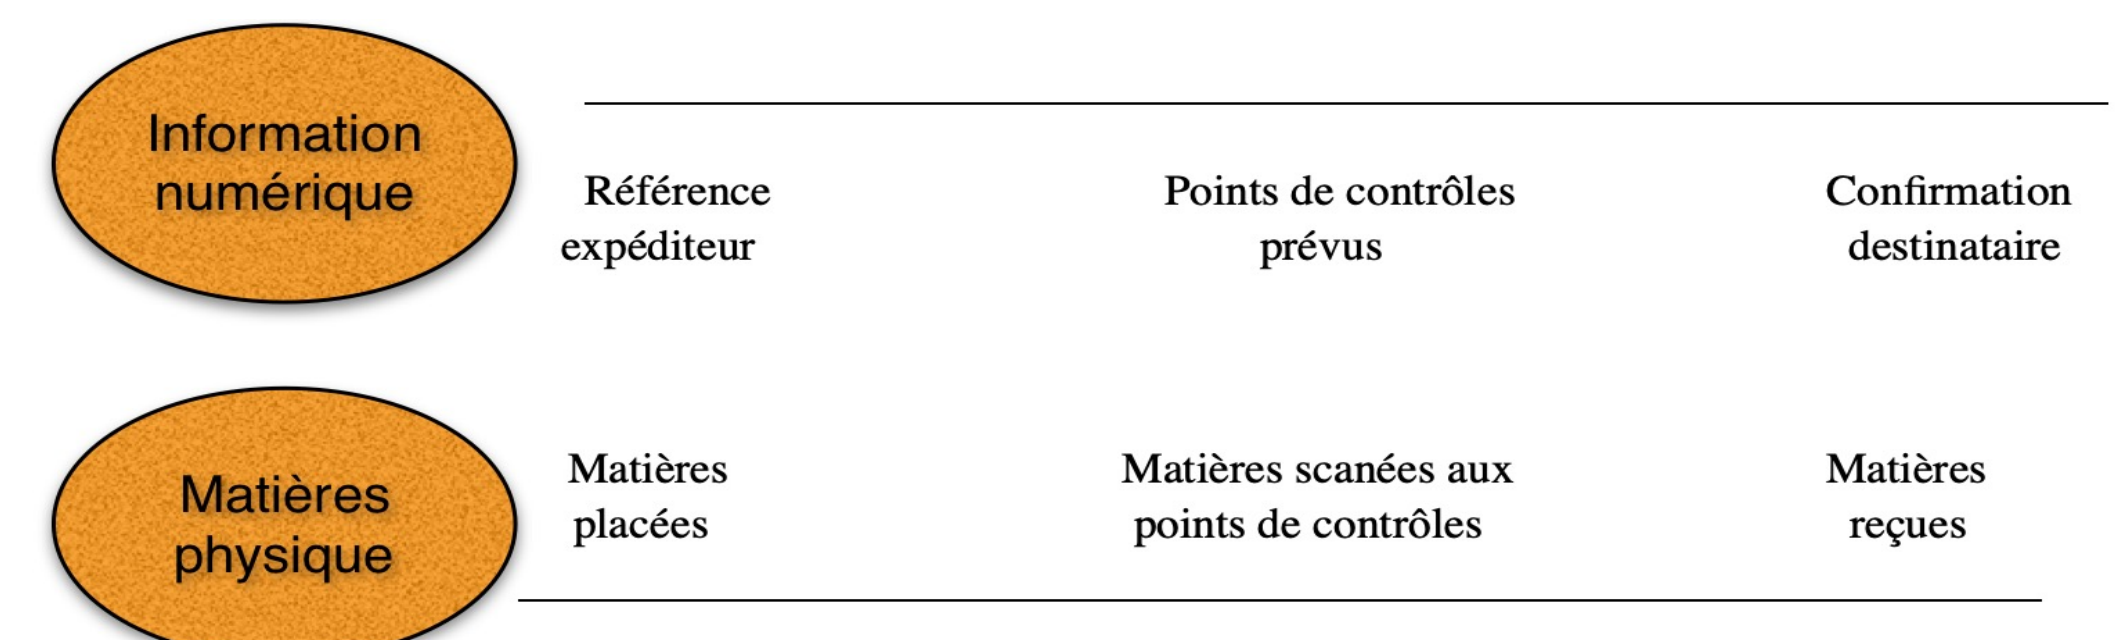 Information
numérique
Référence
expéditeur
Points de contrôles
prévus
Confirmation
destinataire
Matières
physique
Matières
placées
Matières scanées aux
points de contrôles
Matières
reçues